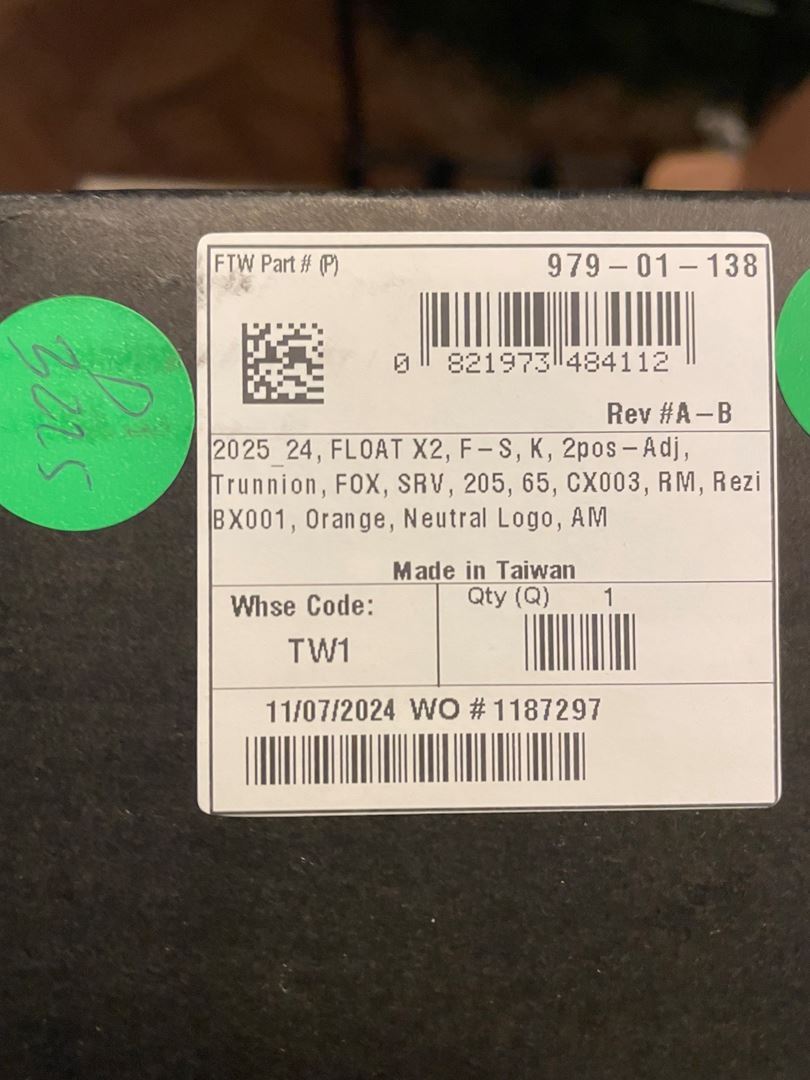 FTW Part # (P) 979-01-138
0 821973 484112
Rev #A-B
2025_24, FLOAT X2, F-S, K, 2pos-Adj,
Trunnion, FOX, SRV, 205, 65, CX003, RM, Rezi
BX001, Orange, Neutral Logo, AM
Made in Taiwan
Whse Code:
TW1
Qty (Q) 1
11/07/2024 WO # 1187297